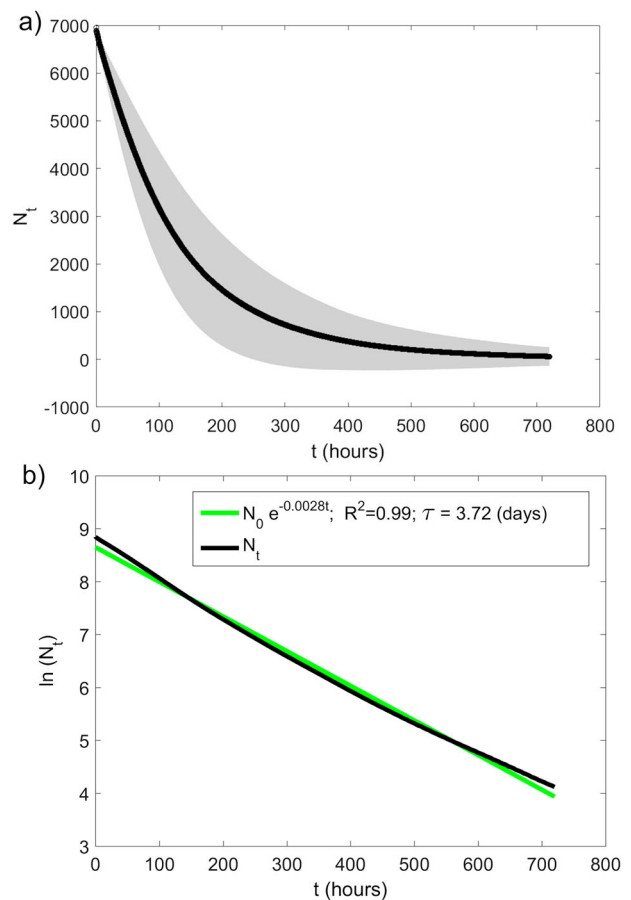 a)
7000
6000
5000
4000
3000
2000
1000
0
-1000
N_t
0 100 200 300 400 500 600 700 800
t (hours)
b)
10
9
8
7
6
5
4
3
ln (N_t)
N_0 e^{-0.0028t}; R^2=0.99; τ = 3.72 (days)
N_t
0 100 200 300 400 500 600 700 800
t (hours)